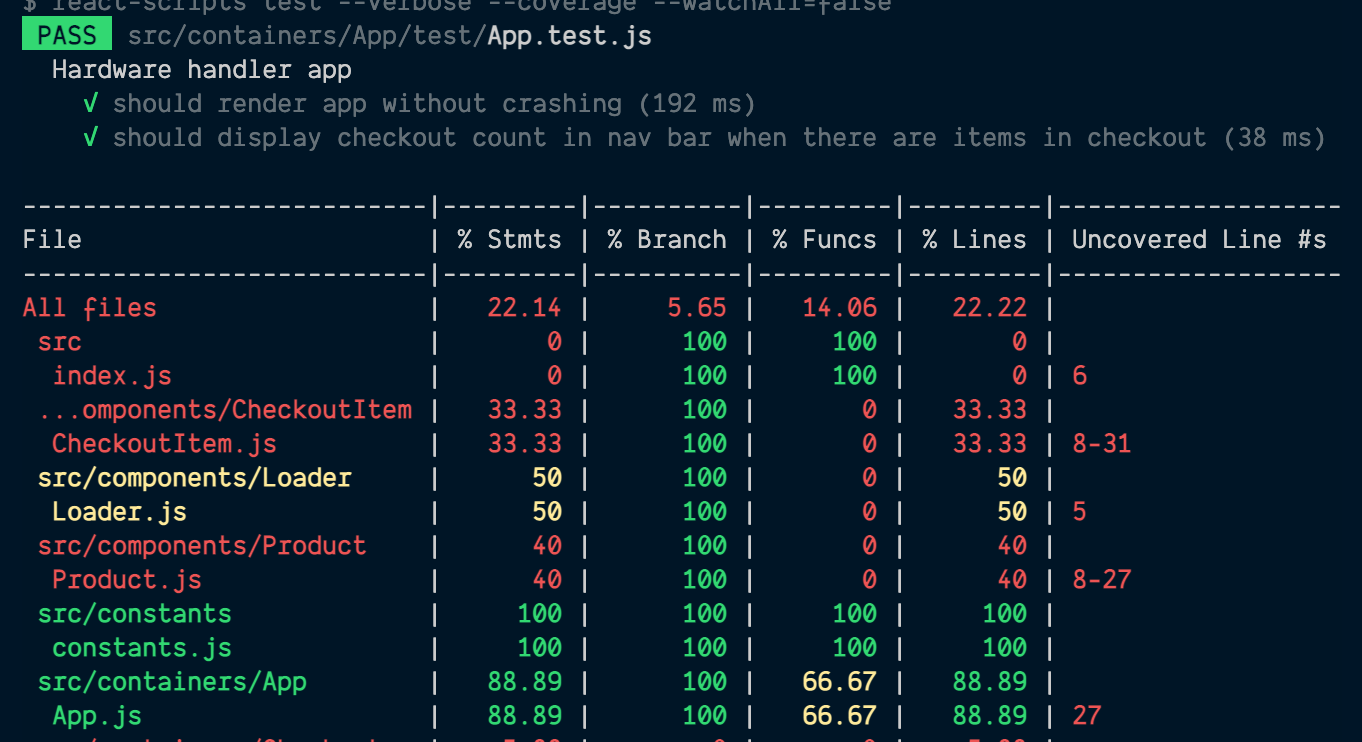 $ react-scripts test --verbose --coverage --watchAll=false
PASS src/containers/App/test/App.test.js
Hardware handler app
√ should render app without crashing (192 ms)
√ should display checkout count in nav bar when there are items in checkout (38 ms)
---------------------------|---------|----------|---------|---------|-------------------
File | % Stmts | % Branch | % Funcs | % Lines | Uncovered Line #s
---------------------------|---------|----------|---------|---------|-------------------
All files | 22.14 | 5.65 | 14.06 | 22.22 |
src | 0 | 100 | 100 | 0 |
index.js | 0 | 100 | 100 | 0 | 6
...omponents/CheckoutItem | 33.33 | 100 | 0 | 33.33 |
CheckoutItem.js | 33.33 | 100 | 0 | 33.33 | 8-31
src/components/Loader | 50 | 100 | 0 | 50 |
Loader.js | 50 | 100 | 0 | 50 | 5
src/components/Product | 40 | 100 | 0 | 40 |
Product.js | 40 | 100 | 0 | 40 | 8-27
src/constants | 100 | 100 | 100 | 100 |
constants.js | 100 | 100 | 100 | 100 |
src/containers/App | 88.89 | 100 | 66.67 | 88.89 |
App.js | 88.89 | 100 | 66.67 | 88.89 | 27